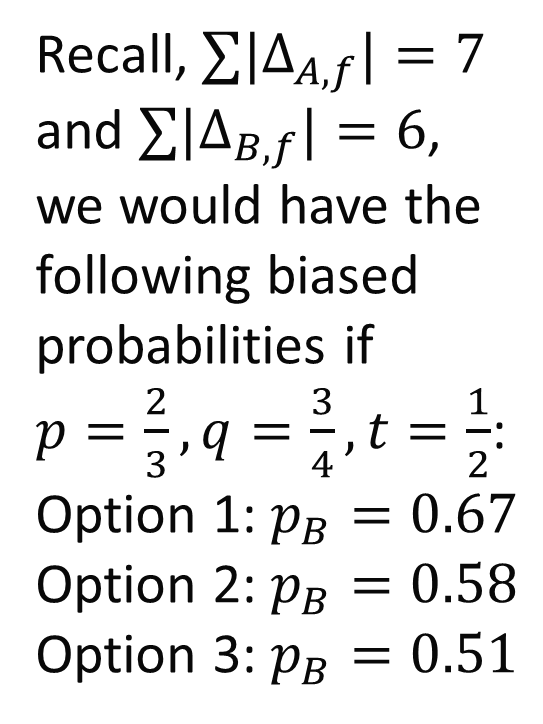 Recall, ∑|Δ_{A,f}| = 7
and ∑|Δ_{B,f}| = 6,
we would have the
following biased
probabilities if
p = 2/3, q = 3/4, t = 1/2:
Option 1: p_B = 0.67
Option 2: p_B = 0.58
Option 3: p_B = 0.51